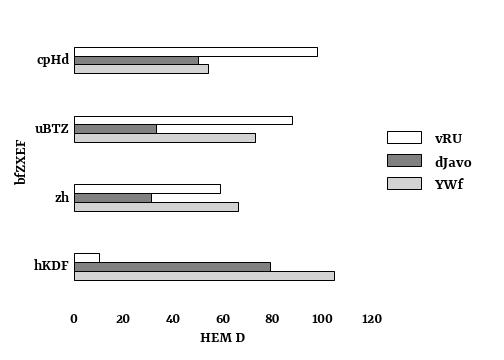 cpHd
uBTZ
zh
hKDF
bfZXEF
0 20 40 60 80 100 120
HEM D
vRU
dJavo
YWf